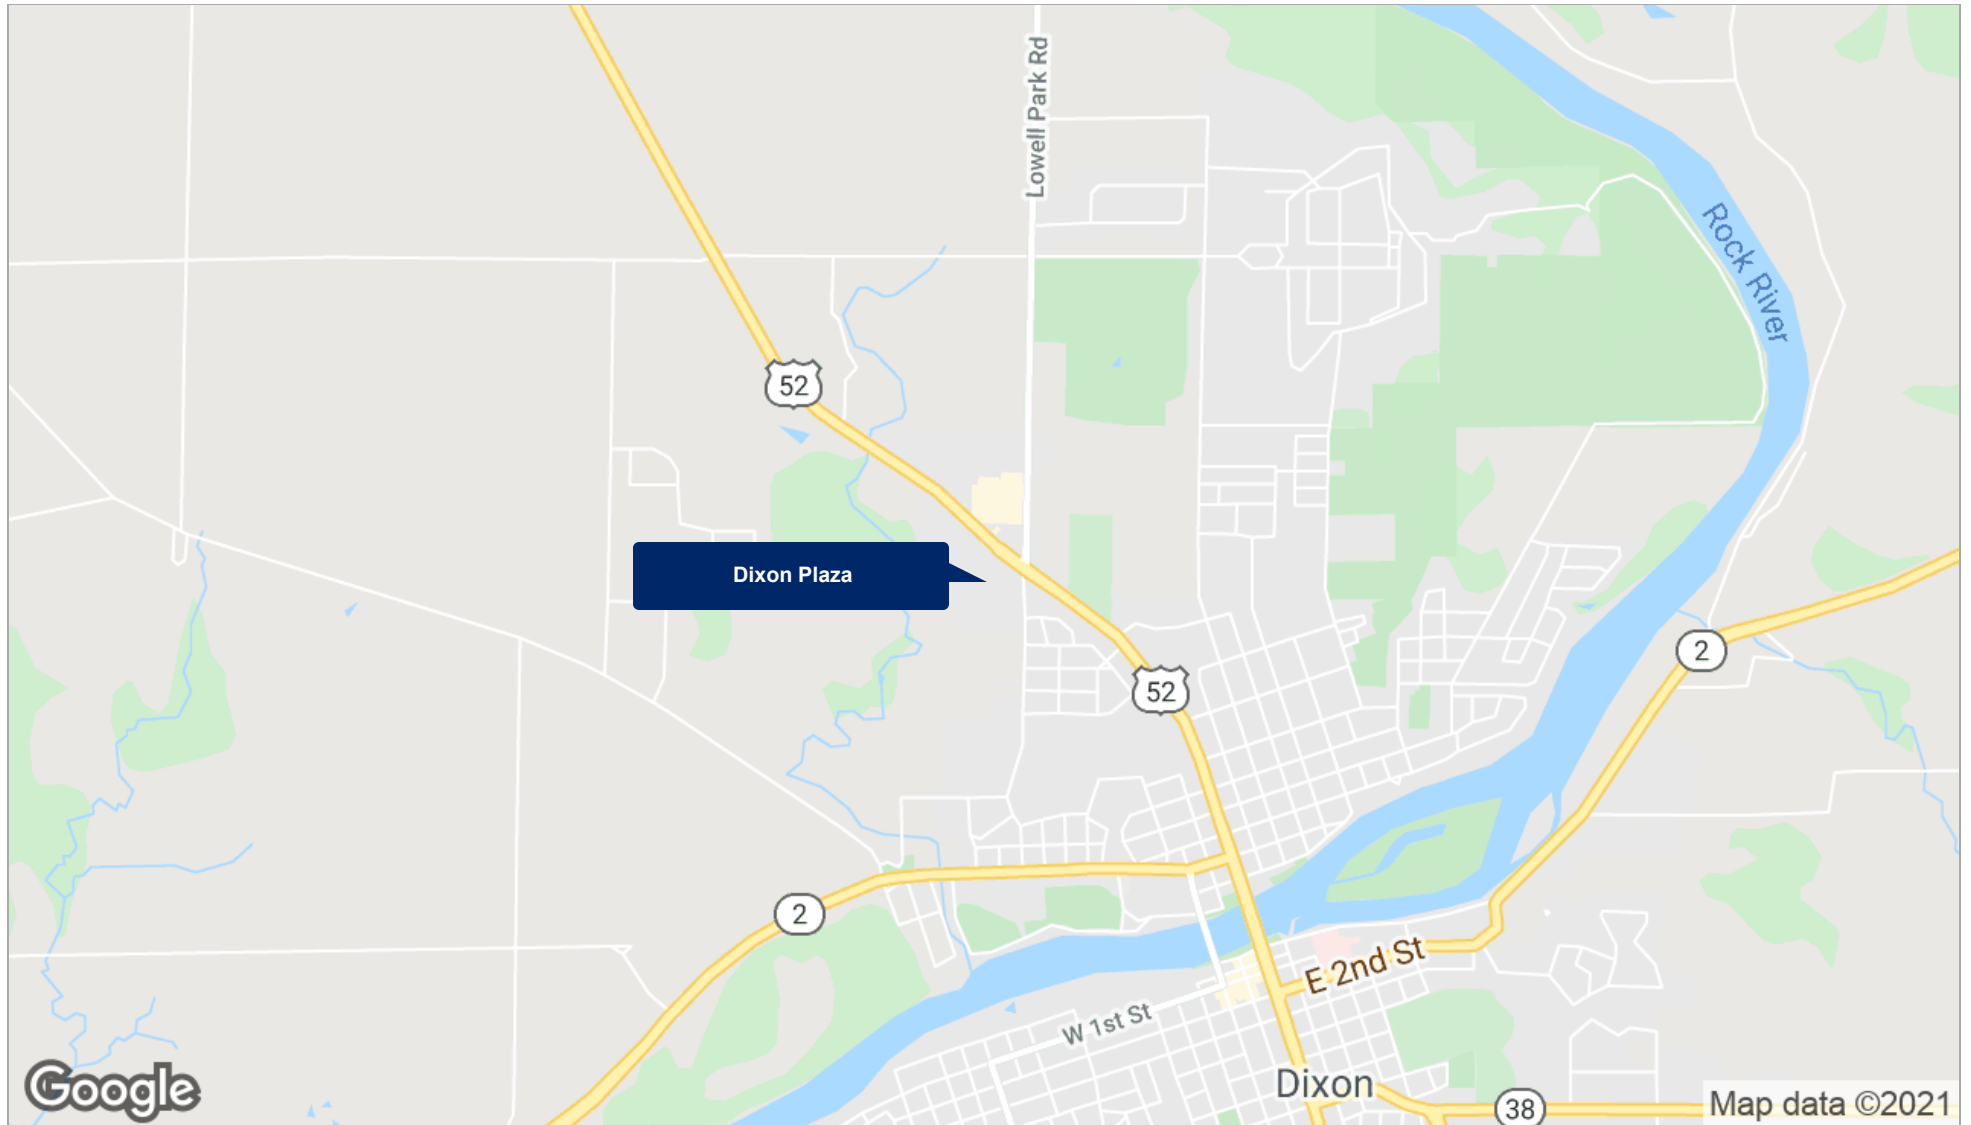 Lowell Park Rd
Rock River
52
Dixon Plaza
2
52
2
E 2nd St
W 1st St
Dixon
38
Google
Map data ©2021